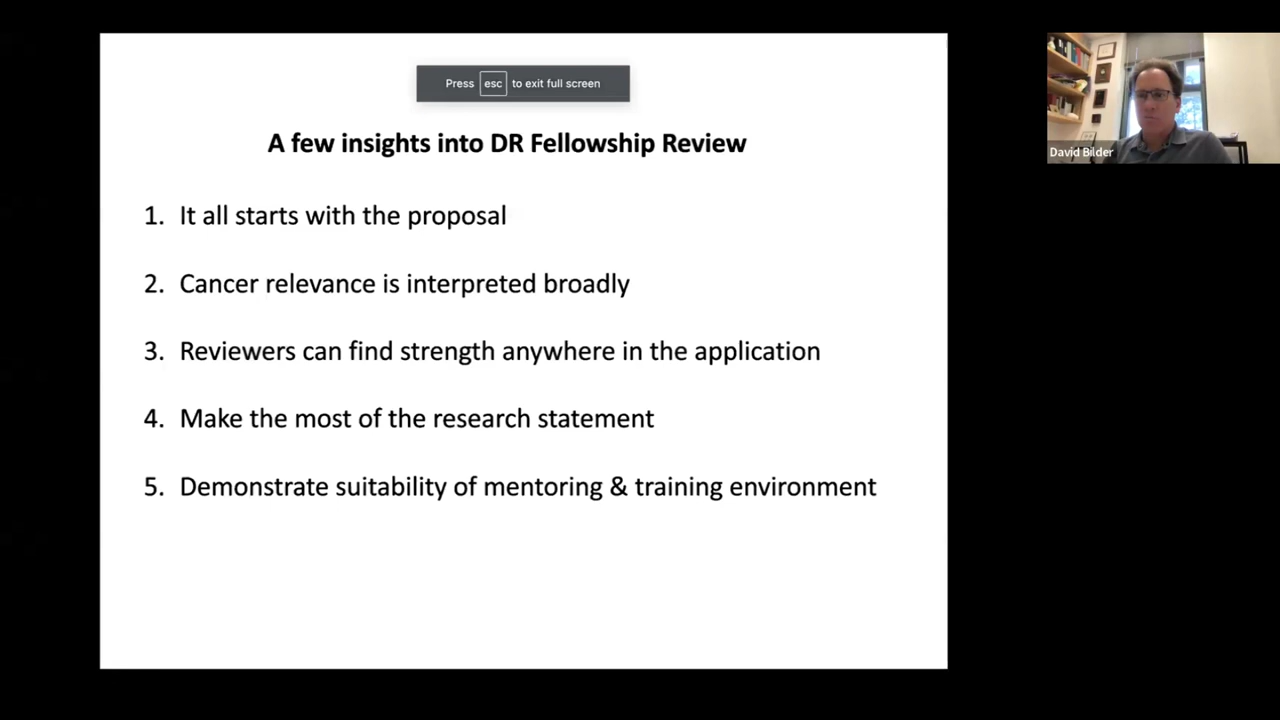 Press esc to exit full screen
A few insights into DR Fellowship Review
1. It all starts with the proposal
2. Cancer relevance is interpreted broadly
3. Reviewers can find strength anywhere in the application
4. Make the most of the research statement
5. Demonstrate suitability of mentoring & training environment
David Bilder